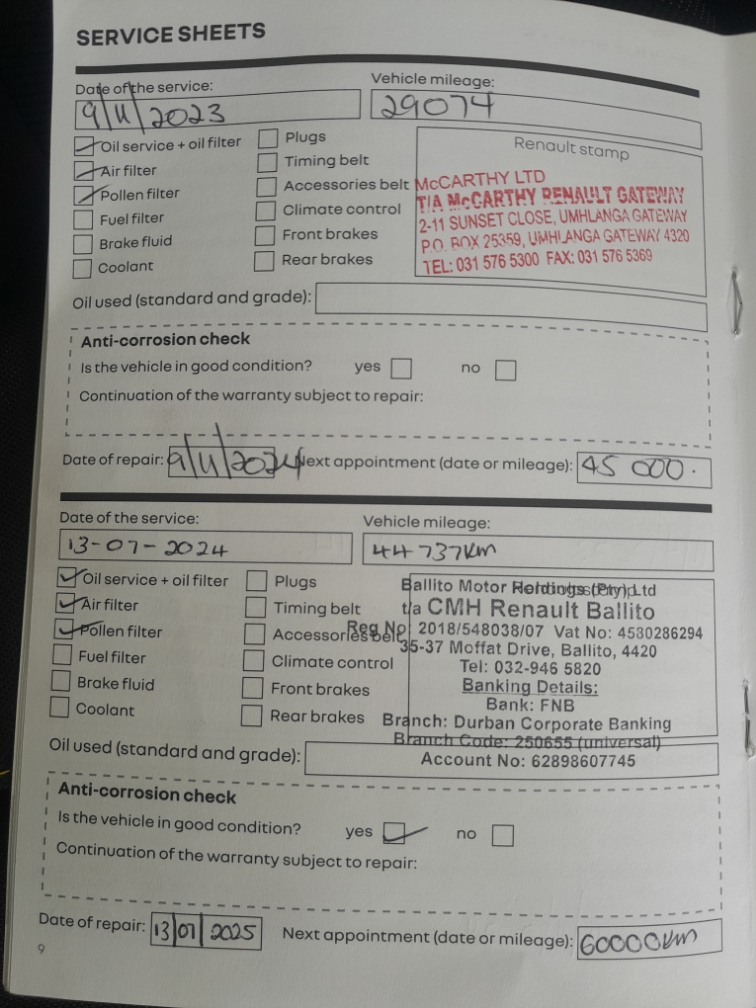 SERVICE SHEETS
Date of the service: Vehicle mileage:
9/11/2023 29074
Oil service + oil filter Plugs Renault stamp
Air filter Timing belt
Pollen filter Accessories belt
Fuel filter Climate control
Brake fluid Front brakes
Coolant Rear brakes
McCARTHY LTD
T/A McCARTHY RENAULT GATEWAY
2-11 SUNSET CLOSE, UMHLANGA GATEWAY
P.O. BOX 25359, UMHLANGA GATEWAY 4320
TEL: 031 576 5300 FAX: 031 576 5369
Oil used (standard and grade):
Anti-corrosion check
Is the vehicle in good condition? yes no
Continuation of the warranty subject to repair:
Date of repair: 9/11/2024 Next appointment (date or mileage): 45 000.
Date of the service: Vehicle mileage:
13-07-2024 44737km
Oil service + oil filter Plugs
Air filter Timing belt
Pollen filter Accessories belt
Fuel filter Climate control
Brake fluid Front brakes
Coolant Rear brakes
Ballito Motor Holdings (Pty) Ltd
t/a CMH Renault Ballito
Reg No: 2018/548038/07 Vat No: 4530286294
35-37 Moffat Drive, Ballito, 4420
Tel: 032-946 5820
Banking Details:
Bank: FNB
Branch: Durban Corporate Banking
Branch Code: 250655 (universal)
Account No: 62898607745
Oil used (standard and grade):
Anti-corrosion check
Is the vehicle in good condition? yes no
Continuation of the warranty subject to repair:
Date of repair: 13/07/2025 Next appointment (date or mileage): 60000km
9